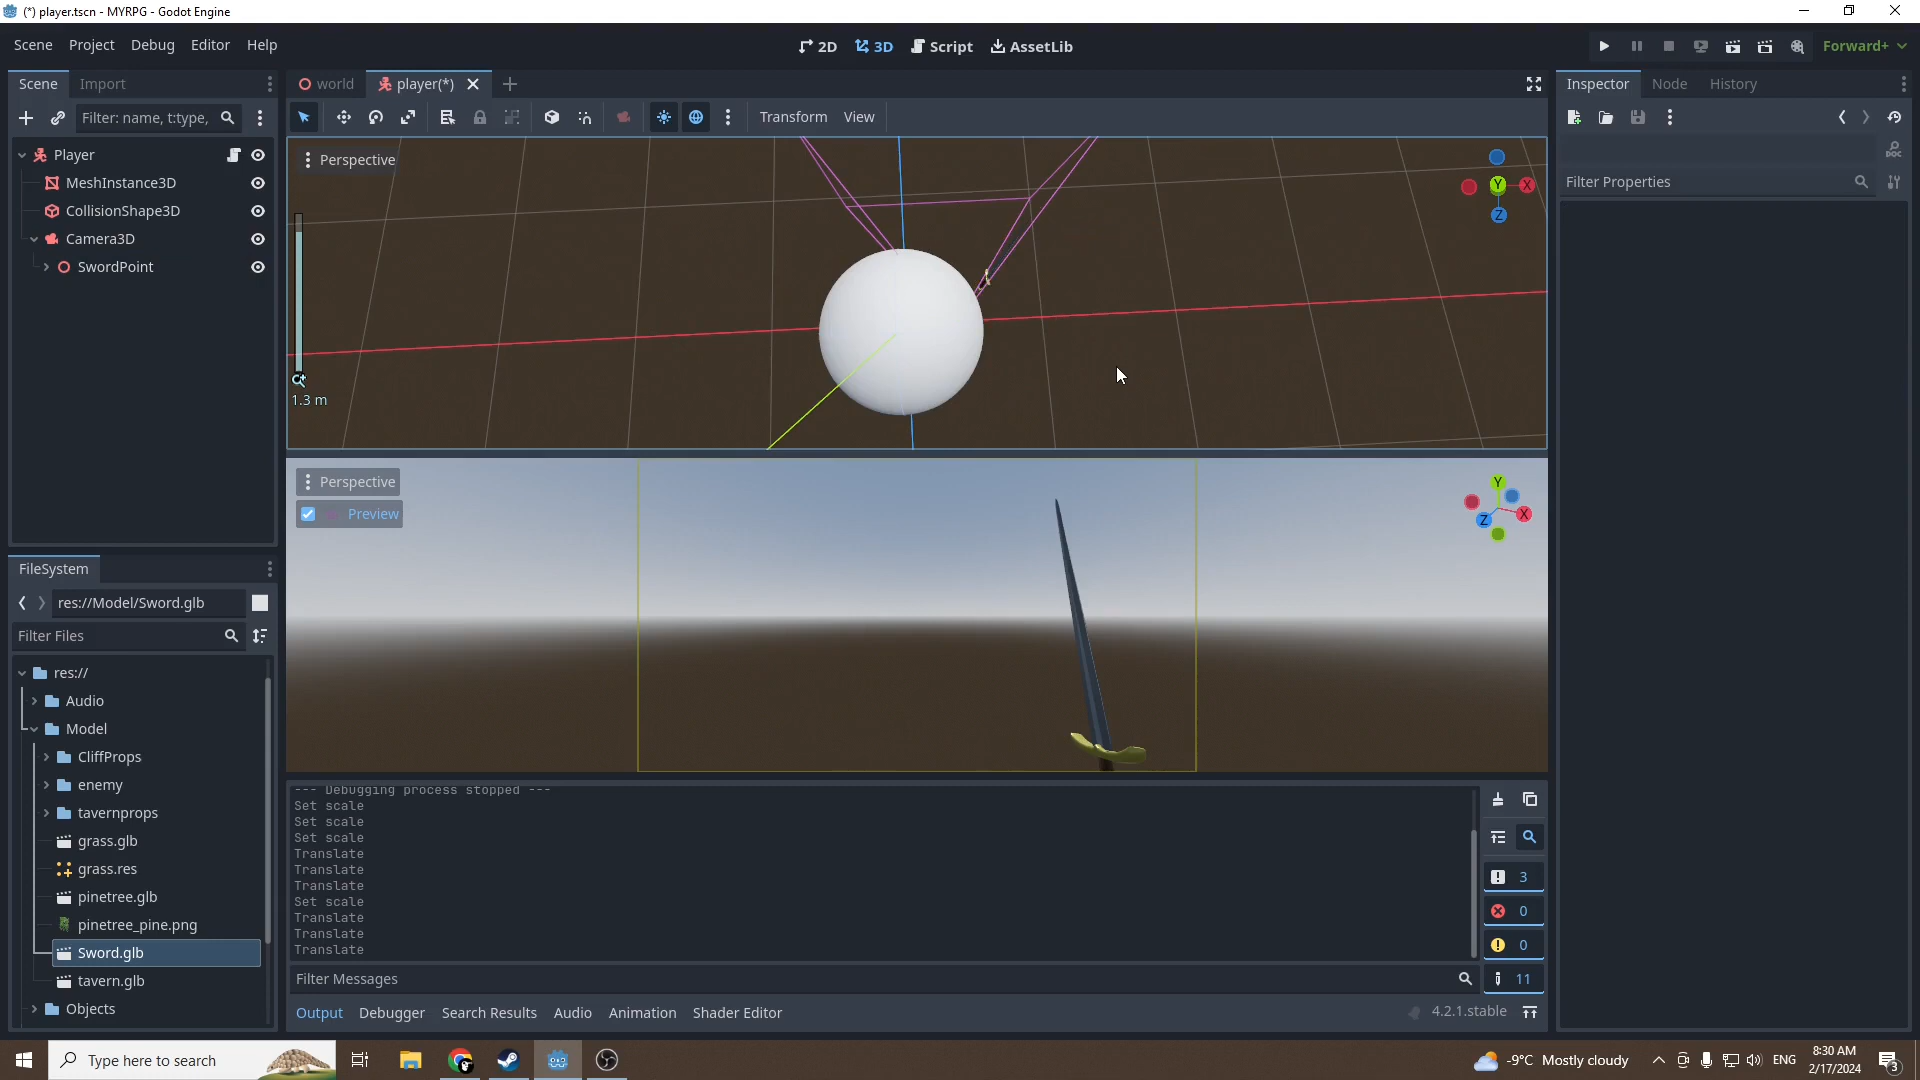 (*) player.tscn - MYRPG - Godot Engine
Scene Project Debug Editor Help
2D 3D Script AssetLib
Forward+
Scene Import
world player(*)
Inspector Node History
Filter: name, t:type,
Transform View
Player
MeshInstance3D
CollisionShape3D
Camera3D
SwordPoint
Perspective
Y X Z
1.3 m
DOC
Filter Properties
Perspective
Preview
Y X Z
FileSystem
res://Model/Sword.glb
Filter Files
res://
Audio
Model
CliffProps
enemy
tavernprops
grass.glb
grass.res
pinetree.glb
pinetree_pine.png
Sword.glb
tavern.glb
Objects
--- Debugging process stopped ---
Set scale
Set scale
Set scale
Translate
Translate
Translate
Set scale
Translate
Translate
Translate
3
0
0
11
Filter Messages
Output Debugger Search Results Audio Animation Shader Editor
4.2.1.stable
Type here to search
-9°C Mostly cloudy
ENG
8:30 AM
2/17/2024
3